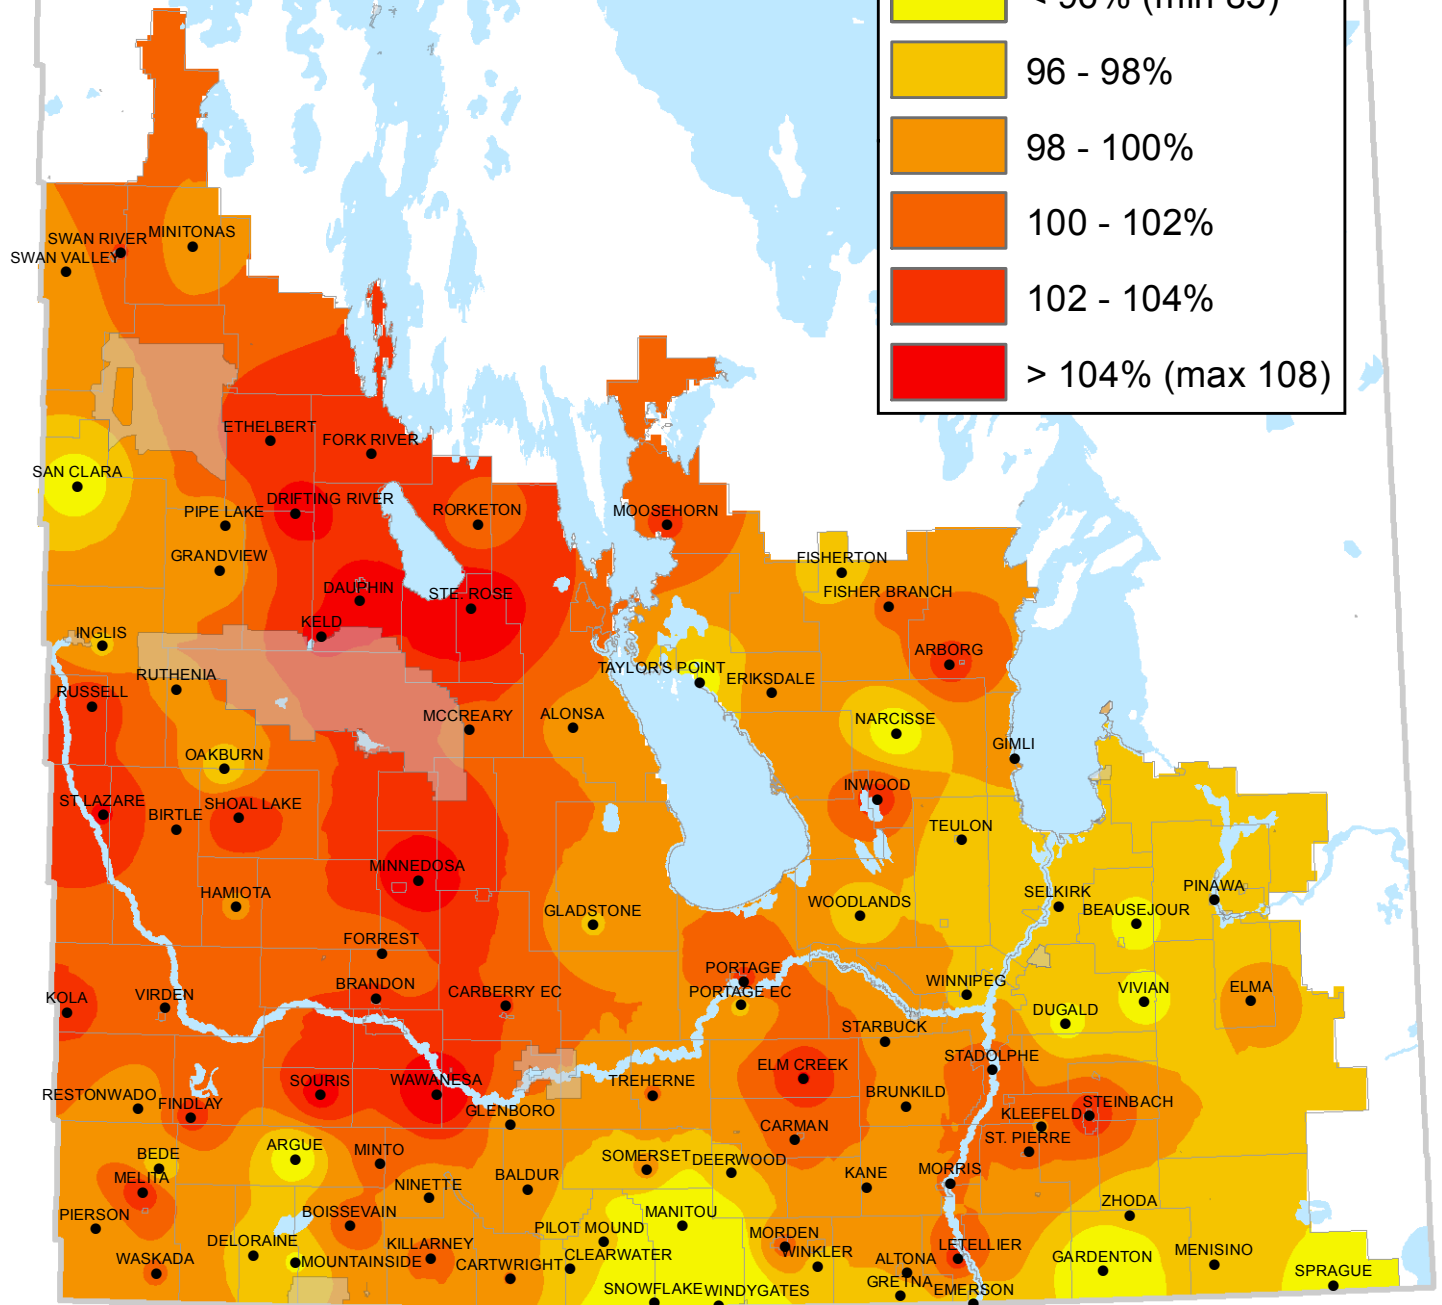 < 96% (min 85)
96 - 98%
98 - 100%
100 - 102%
102 - 104%
> 104% (max 108)
SWAN RIVER
MINITONAS
SWAN VALLEY
ETHELBERT
FORK RIVER
SAN CLARA
DRIFTING RIVER
PIPE LAKE
RORKETON
MOOSEHORN
GRANDVIEW
FISHERTON
DAUPHIN
STE. ROSE
FISHER BRANCH
KELD
INGLIS
ARBORG
RUTHENIA
TAYLOR'S POINT
ERIKSDALE
RUSSELL
MCCREARY
ALONSA
NARCISSE
OAKBURN
GIMLI
ST LAZARE
SHOAL LAKE
BIRTLE
INWOOD
TEULON
MINNEDOSA
HAMIOTA
GLADSTONE
WOODLANDS
SELKIRK
PINAWA
BEAUSEJOUR
FORREST
PORTAGE
KOLA
VIRDEN
BRANDON
CARBERRY EC
PORTAGE EC
WINNIPEG
VIVIAN
ELMA
DUGALD
STARBUCK
STADOLPHE
ELM CREEK
RESTONWADO
FINDLAY
SOURIS
WAWANESA
TREHERNE
BRUNKILD
STEINBACH
GLENBORO
KLEEFELD
CARMAN
ST. PIERRE
BEDE
ARGUE
MINTO
SOMERSET
DEERWOOD
MELITA
NINETTE
BALDUR
KANE
MORRIS
PIERSON
BOISSEVAIN
PILOT MOUND
MANITOU
ZHODA
DELORAINE
KILLARNEY
MORDEN
WASKADA
MOUNTAINSIDE
CARTWRIGHT
CLEARWATER
WINKLER
ALTONA
LETELLIER
GARDENTON
MENISINO
SPRAGUE
SNOWFLAKE
WINDYGATES
GRETNA
EMERSON